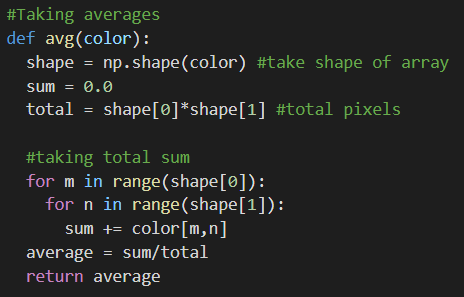 #Taking averages
def avg(color):
  shape = np.shape(color) #take shape of array
  sum = 0.0
  total = shape[0]*shape[1] #total pixels

  #taking total sum
  for m in range(shape[0]):
    for n in range(shape[1]):
      sum += color[m,n]
  average = sum/total
  return average